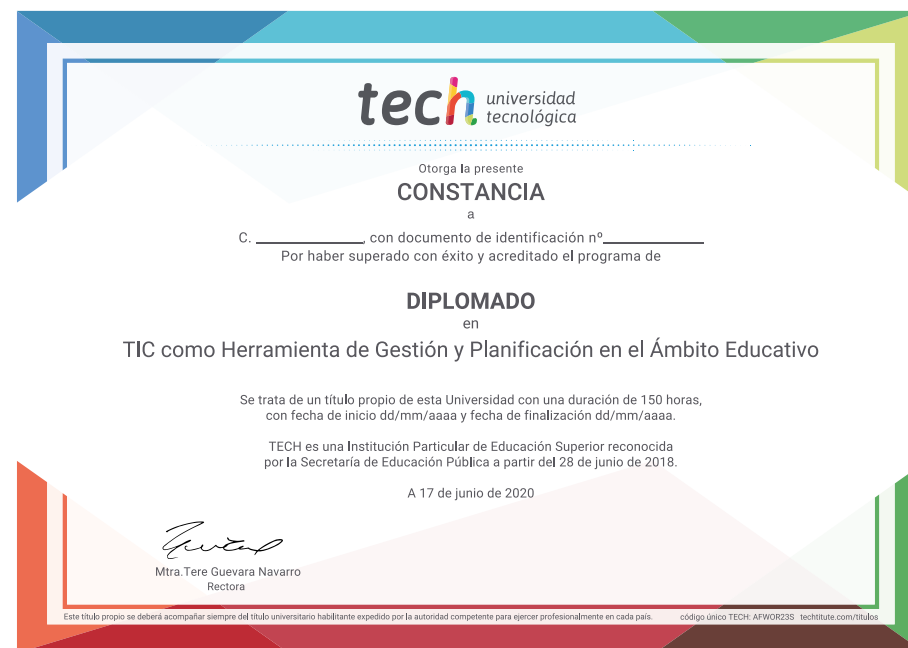 tech universidad
tecnológica
Otorga la presente
CONSTANCIA
a
C. ____________, con documento de identificación nº____________
Por haber superado con éxito y acreditado el programa de
DIPLOMADO
en
TIC como Herramienta de Gestión y Planificación en el Ámbito Educativo
Se trata de un título propio de esta Universidad con una duración de 150 horas,
con fecha de inicio dd/mm/aaaa y fecha de finalización dd/mm/aaaa.
TECH es una Institución Particular de Educación Superior reconocida
por la Secretaría de Educación Pública a partir del 28 de junio de 2018.
A 17 de junio de 2020
Mtra.Tere Guevara Navarro
Rectora
Este título propio se deberá acompañar siempre del título universitario habilitante expedido por la autoridad competente para ejercer profesionalmente en cada país. código único TECH: AFWOR23S techtitute.com/titulos